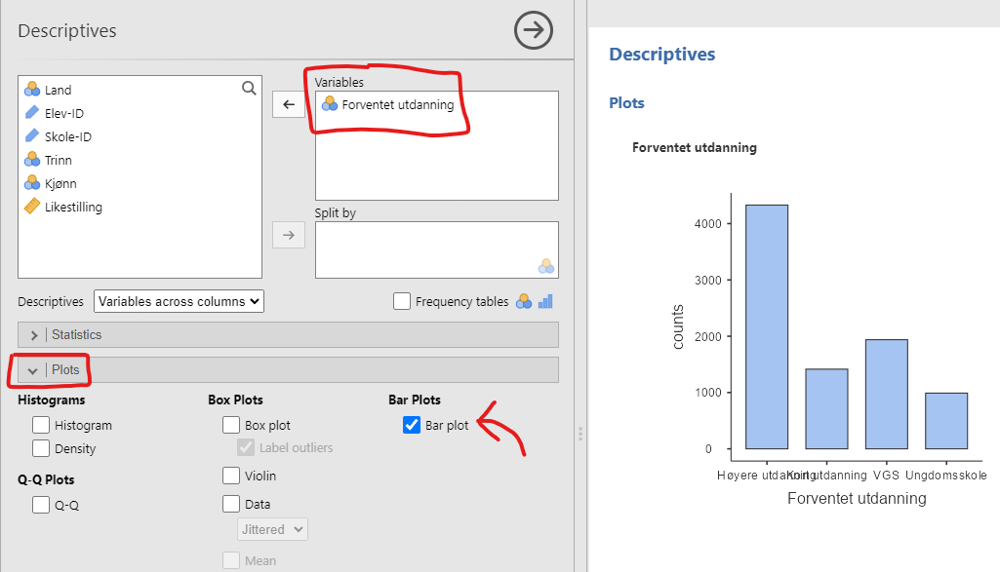 Descriptives
Variables
Land
Elev-ID
Skole-ID
Trinn
Kjønn
Likestilling
Forventet utdanning
Split by
Descriptives
Variables across columns
Frequency tables
Statistics
Plots
Histograms
Histogram
Density
Q-Q Plots
Q-Q
Box Plots
Box plot
Label outliers
Violin
Data
Jittered
Mean
Bar Plots
Bar plot
Descriptives
Plots
Forventet utdanning
counts
4000
3000
2000
1000
0
Høyere utdanning
Kort utdanning
VGS
Ungdomsskole
Forventet utdanning